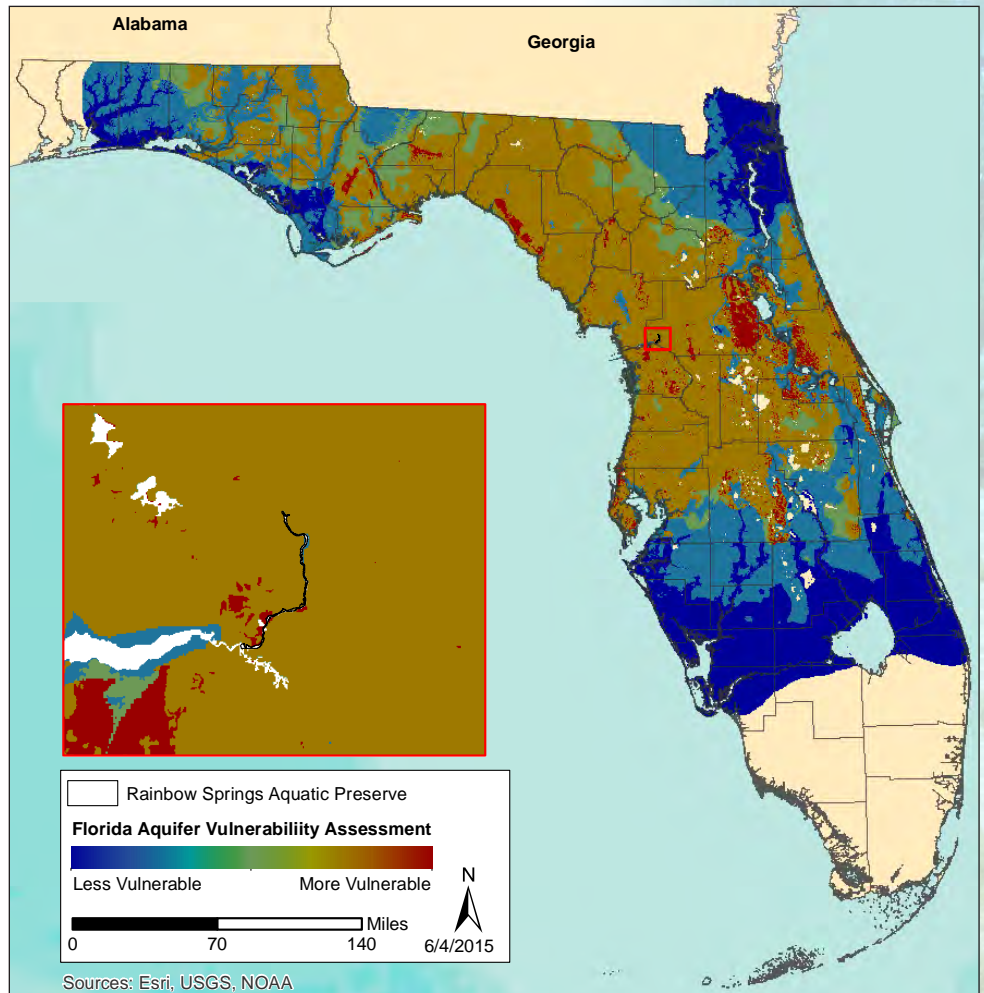 Alabama
Georgia
Rainbow Springs Aquatic Preserve
Florida Aquifer Vulnerabiliity Assessment
Less Vulnerable More Vulnerable
N
Miles
0 70 140 6/4/2015
Sources: Esri, USGS, NOAA